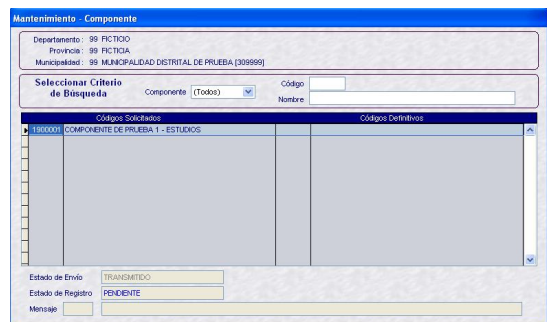 Mantenimiento - Componente
Departamento : 99 FICTICIO
Provincia : 99 FICTICIA
Municipalidad : 99 MUNICIPALIDAD DISTRITAL DE PRUEBA [309999]
Seleccionar Criterio
de Búsqueda
Componente (Todos)
Código
Nombre
Códigos Solicitados Códigos Definitivos
1900001 COMPONENTE DE PRUEBA 1 - ESTUDIOS
Estado de Envío TRANSMITIDO
Estado de Registro PENDIENTE
Mensaje